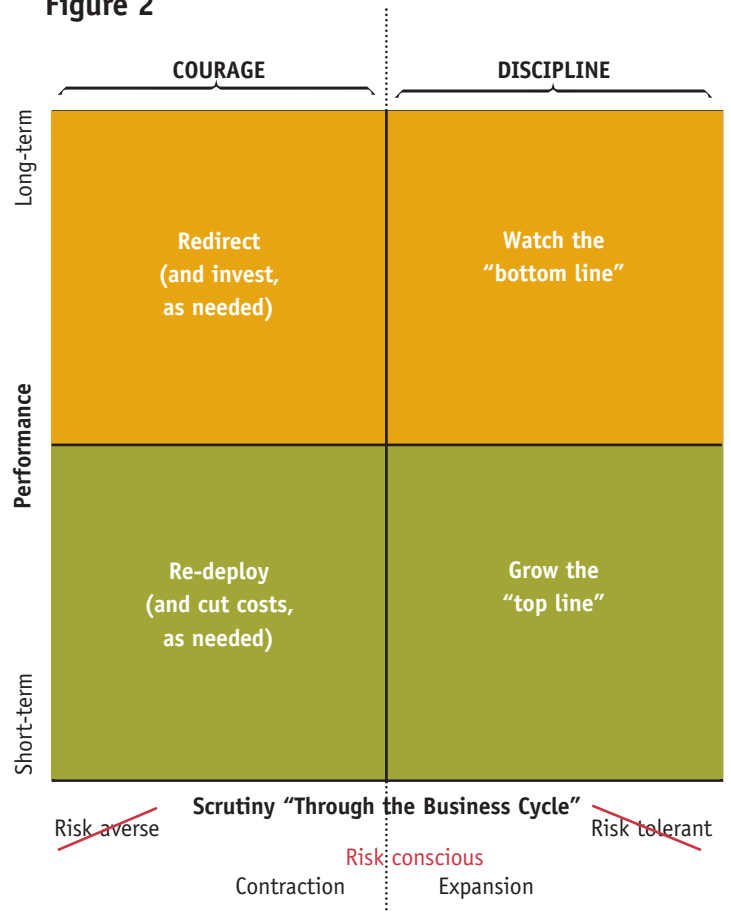 Figure 2
COURAGE
DISCIPLINE
Long-term
Redirect
(and invest,
as needed)
Watch the
“bottom line”
Performance
Re-deploy
(and cut costs,
as needed)
Grow the
“top line”
Short-term
Scrutiny “Through the Business Cycle”
Risk averse
Risk tolerant
Risk conscious
Contraction
Expansion